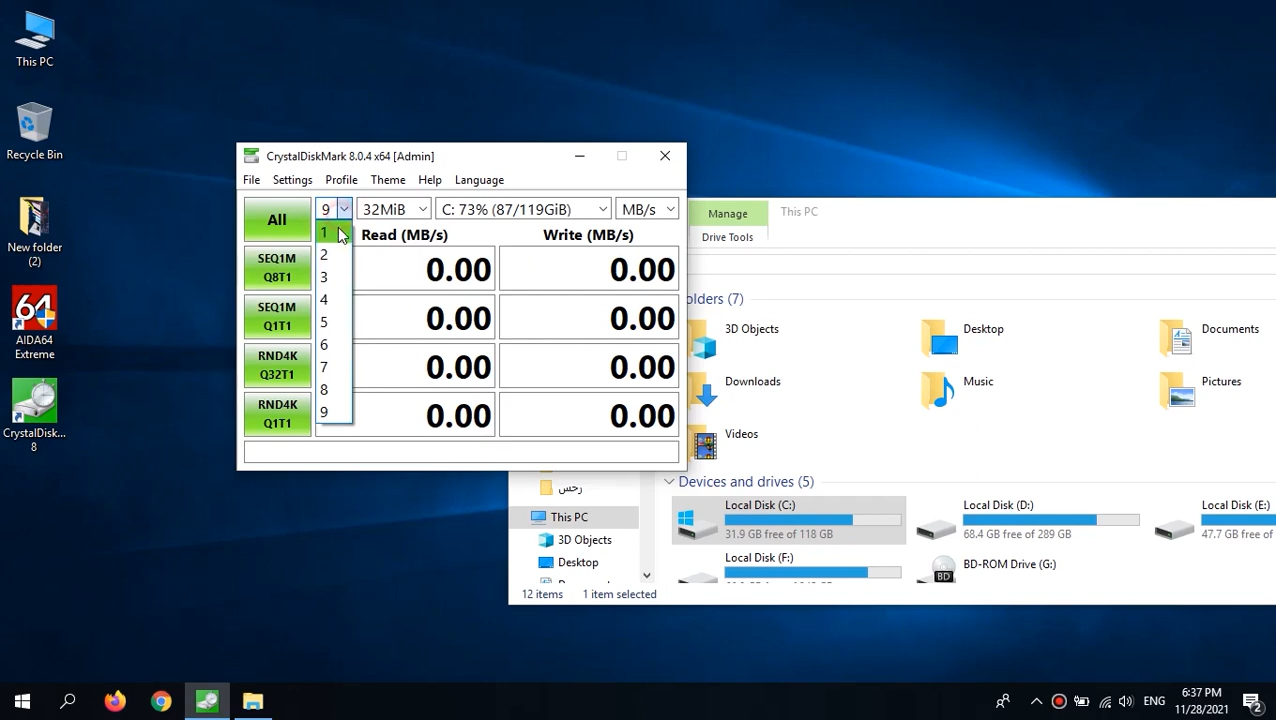 This PC
Recycle Bin
New folder
(2)
64
AIDA64
Extreme
CrystalDisk...
8
CrystalDiskMark 8.0.4 x64 [Admin]
File Settings Profile Theme Help Language
All 9 32MiB C: 73% (87/119GiB) MB/s
1
2
3
4
5
6
7
8
9
Read (MB/s) Write (MB/s)
SEQ1M
Q8T1
0.00 0.00
SEQ1M
Q1T1
0.00 0.00
RND4K
Q32T1
0.00 0.00
RND4K
Q1T1
0.00 0.00
Manage This PC
Drive Tools
olders (7)
3D Objects
Desktop
Documents
Downloads
Music
Pictures
Videos
Devices and drives (5)
Local Disk (C:)
31.9 GB free of 118 GB
Local Disk (D:)
68.4 GB free of 289 GB
Local Disk (E:)
47.7 GB free of
Local Disk (F:)
BD-ROM Drive (G:)
BD
رخس
This PC
3D Objects
Desktop
12 items 1 item selected
ENG
6:37 PM
11/28/2021
2